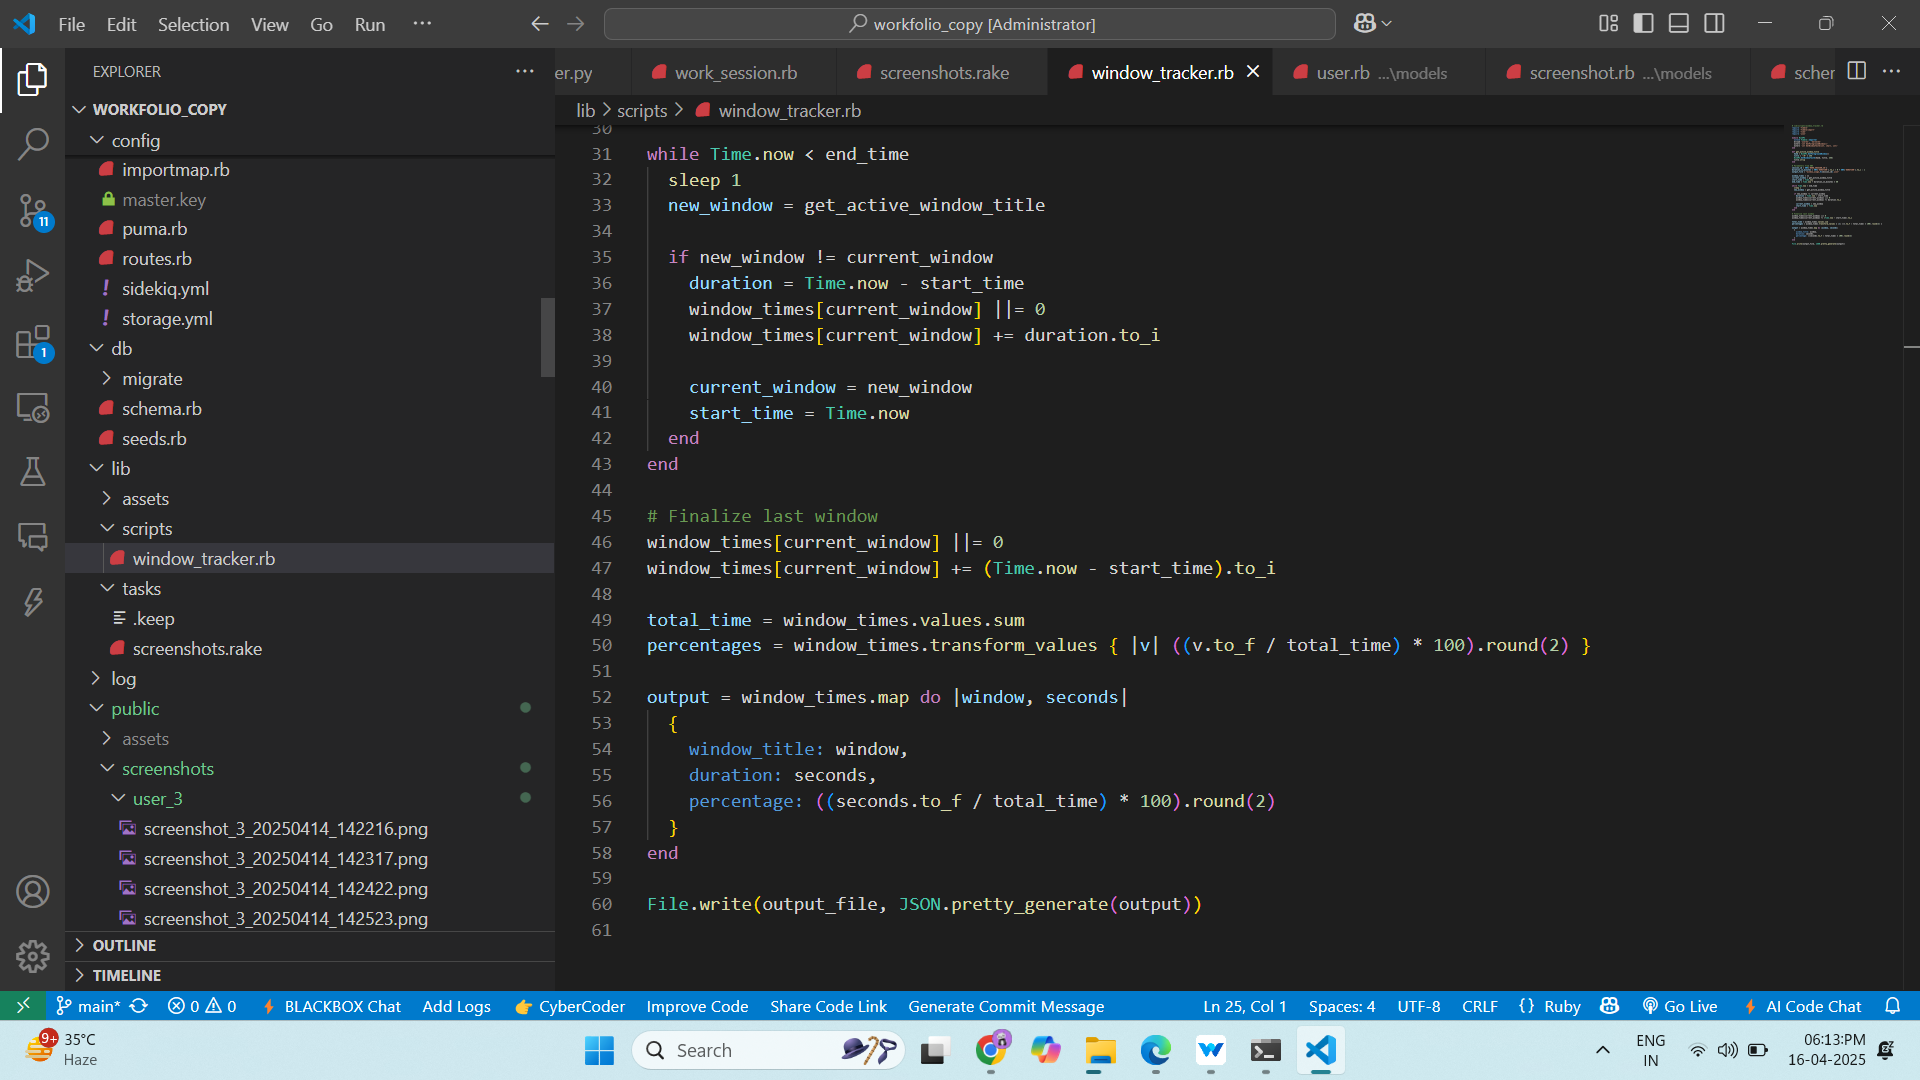 File Edit Selection View Go Run ···
workfolio_copy [Administrator]
EXPLORER
er.py work_session.rb screenshots.rake window_tracker.rb user.rb ...\models screenshot.rb ...\models scher
lib > scripts > window_tracker.rb
WORKFOLIO_COPY
config
importmap.rb
master.key
puma.rb
routes.rb
sidekiq.yml
storage.yml
db
migrate
schema.rb
seeds.rb
lib
assets
scripts
window_tracker.rb
tasks
.keep
screenshots.rake
log
public
assets
screenshots
user_3
screenshot_3_20250414_142216.png
screenshot_3_20250414_142317.png
screenshot_3_20250414_142422.png
screenshot_3_20250414_142523.png
OUTLINE
TIMELINE
11
1
30
31 while Time.now < end_time
32 sleep 1
33 new_window = get_active_window_title
34
35 if new_window != current_window
36 duration = Time.now - start_time
37 window_times[current_window] ||= 0
38 window_times[current_window] += duration.to_i
39
40 current_window = new_window
41 start_time = Time.now
42 end
43 end
44
45 # Finalize last window
46 window_times[current_window] ||= 0
47 window_times[current_window] += (Time.now - start_time).to_i
48
49 total_time = window_times.values.sum
50 percentages = window_times.transform_values { |v| ((v.to_f / total_time) * 100).round(2) }
51
52 output = window_times.map do |window, seconds|
53 {
54 window_title: window,
55 duration: seconds,
56 percentage: ((seconds.to_f / total_time) * 100).round(2)
57 }
58 end
59
60 File.write(output_file, JSON.pretty_generate(output))
61
main* 0 0 BLACKBOX Chat Add Logs CyberCoder Improve Code Share Code Link Generate Commit Message Ln 25, Col 1 Spaces: 4 UTF-8 CRLF {} Ruby Go Live AI Code Chat
9+ 35°C
Haze
Search
ENG
IN
06:13:PM
16-04-2025